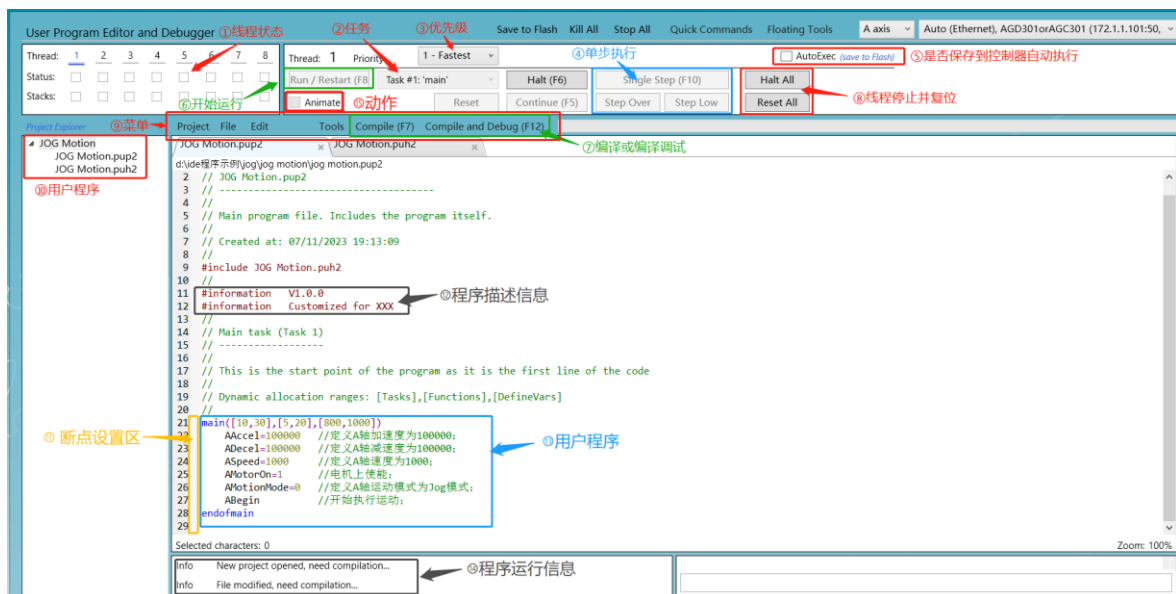 User Program Editor and Debugger ①线程状态 ②任务 ③优先级 Save to Flash Kill All Stop All Quick Commands Floating Tools A axis Auto (Ethernet), AGD301orAGC301 (172.1.1.101:50,
Thread: 1 2 3 4 5 6 7 8 Thread: 1 Priority 1 - Fastest ④单步执行 AutoExec (save to Flash) ⑤是否保存到控制器自动执行
Status: Run / Restart (F8 Task #1: 'main' Halt (F6) Single Step (F10) Halt All
Stacks: ⑥开始运行 Animate ⑮动作 Reset Continue (F5) Step Over Step Low Reset All ⑧线程停止并复位
Project Explorer ⑨菜单 Project File Edit Tools Compile (F7) Compile and Debug (F12)
JOG Motion JOG Motion.pup2 JOG Motion.puh2 ⑦编译或编译调试
JOG Motion.pup2
JOG Motion.puh2
⑩用户程序
d:\ide程序示例\jog\jog motion\jog motion.pup2
2 // JOG Motion.pup2
3 // -------------------------------------
4 //
5 // Main program file. Includes the program itself.
6 //
7 // Created at: 07/11/2023 19:13:09
8 //
9 #include JOG Motion.puh2
10 //
11 #information V1.0.0
12 #information Customized for XXX
⑫程序描述信息
13 //
14 // Main task (Task 1)
15 // ------------------
16 //
17 // This is the start point of the program as it is the first line of the code
18 //
19 // Dynamic allocation ranges: [Tasks],[Functions],[DefineVars]
20 //
21 main([10,30],[5,20],[800,1000])
22 AAccel=100000 //定义A轴加速度为100000;
23 ADecel=100000 //定义A轴减速度为100000;
24 ASpeed=1000 //定义A轴速度为1000;
25 AMotorOn=1 //电机上使能;
26 AMotionMode=0 //定义A轴运动模式为Jog模式;
27 ABegin //开始执行运动;
28 endofmain
29
⑪断点设置区
⑬用户程序
Selected characters: 0 Zoom: 100%
Info New project opened, need compilation...
Info File modified, need compilation...
⑭程序运行信息